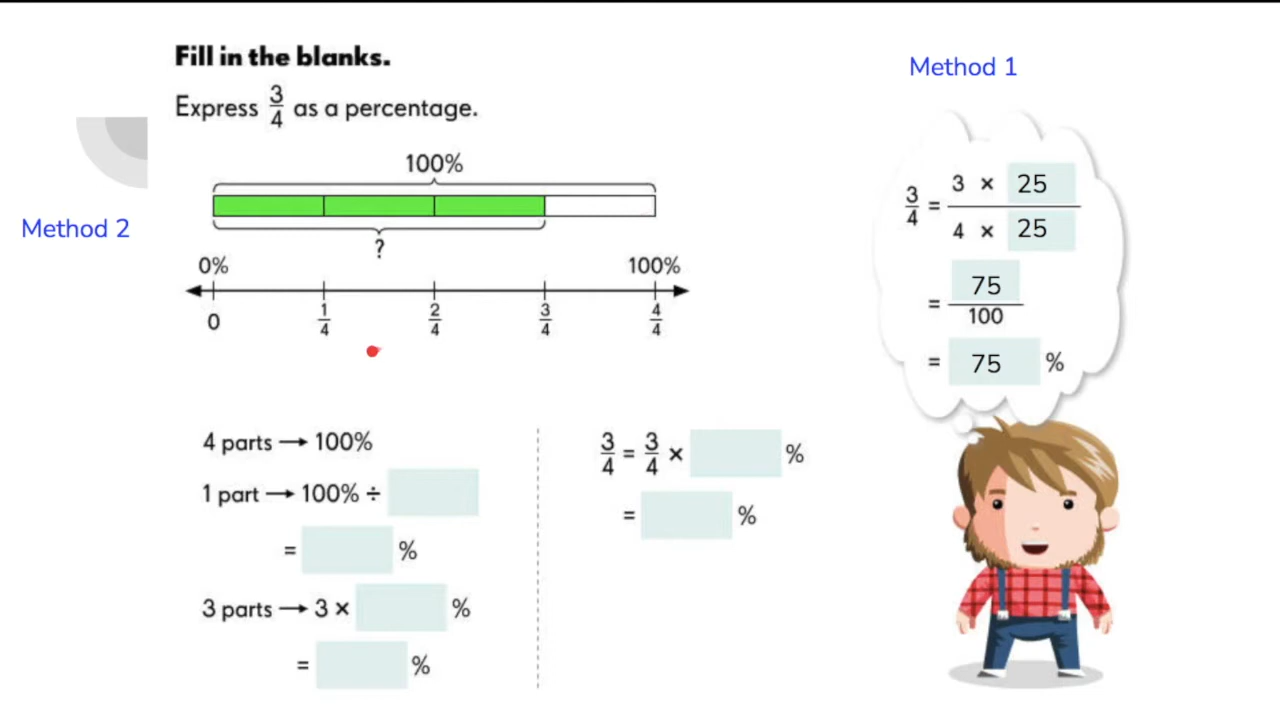 Fill in the blanks.
Express 3/4 as a percentage.
Method 1
Method 2
100%
?
0% 100%
0 1/4 2/4 3/4 4/4
3/4 = 3 × 25 / 4 × 25
= 75/100
= 75 %
4 parts → 100%
1 part → 100% ÷
= %
3 parts → 3 × %
= %
3/4 = 3/4 × %
= %